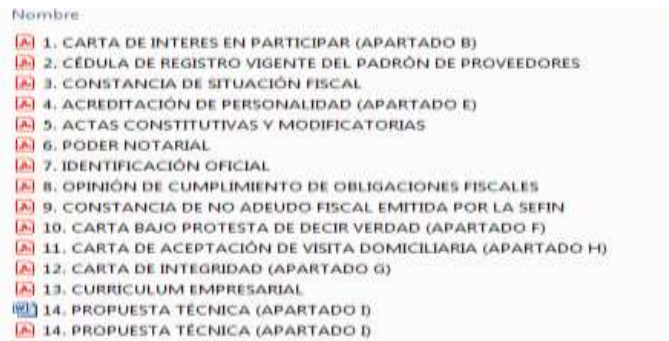 Nombre
1. CARTA DE INTERES EN PARTICIPAR (APARTADO B)
2. CÉDULA DE REGISTRO VIGENTE DEL PADRÓN DE PROVEEDORES
3. CONSTANCIA DE SITUACIÓN FISCAL
4. ACREDITACIÓN DE PERSONALIDAD (APARTADO E)
5. ACTAS CONSTITUTIVAS Y MODIFICATORIAS
6. PODER NOTARIAL
7. IDENTIFICACIÓN OFICIAL
8. OPINIÓN DE CUMPLIMIENTO DE OBLIGACIONES FISCALES
9. CONSTANCIA DE NO ADEUDO FISCAL EMITIDA POR LA SEFIN
10. CARTA BAJO PROTESTA DE DECIR VERDAD (APARTADO F)
11. CARTA DE ACEPTACIÓN DE VISITA DOMICILIARIA (APARTADO H)
12. CARTA DE INTEGRIDAD (APARTADO G)
13. CURRICULUM EMPRESARIAL
14. PROPUESTA TÉCNICA (APARTADO I)
14. PROPUESTA TÉCNICA (APARTADO I)